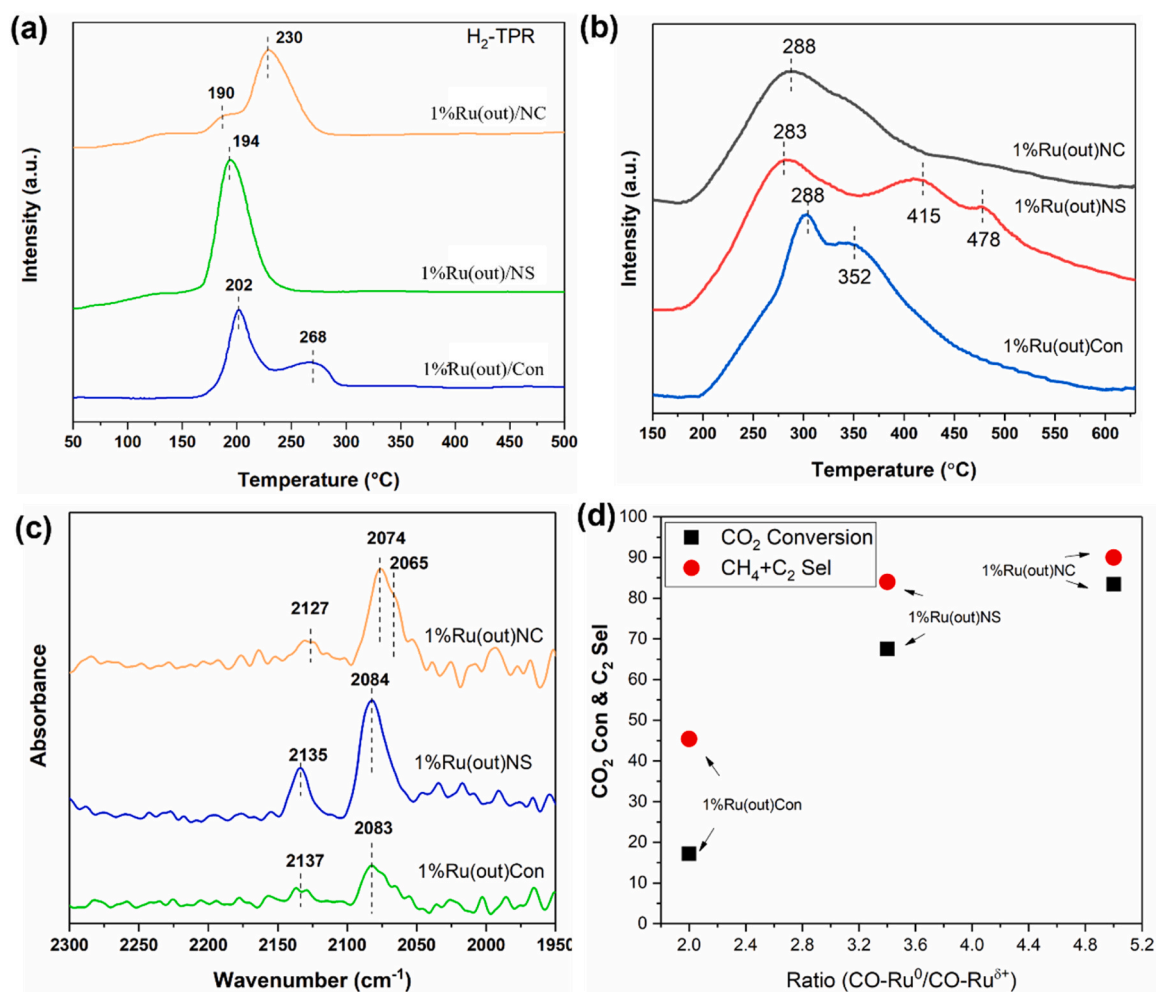 (a)
H₂-TPR
230
190
1%Ru(out)/NC
194
1%Ru(out)/NS
202
268
1%Ru(out)/Con
Intensity (a.u.)
50 100 150 200 250 300 350 400 450 500
Temperature (°C)
(b)
288
1%Ru(out)NC
283
1%Ru(out)NS
415
478
288
352
1%Ru(out)Con
Intensity (a.u.)
150 200 250 300 350 400 450 500 550 600
Temperature (°C)
(c)
2074
2065
2127
1%Ru(out)NC
2084
2135
1%Ru(out)NS
2083
2137
1%Ru(out)Con
Absorbance
2300 2250 2200 2150 2100 2050 2000 1950
Wavenumber (cm⁻¹)
(d)
100
90
80
70
60
50
40
30
20
10
0
CO₂ Conversion
CH₄+C₂ Sel
1%Ru(out)NC
1%Ru(out)NS
1%Ru(out)Con
CO₂ Con & C₂ Sel
2.0 2.4 2.8 3.2 3.6 4.0 4.4 4.8 5.2
Ratio (CO-Ru⁰/CO-Ruᵟ⁺)